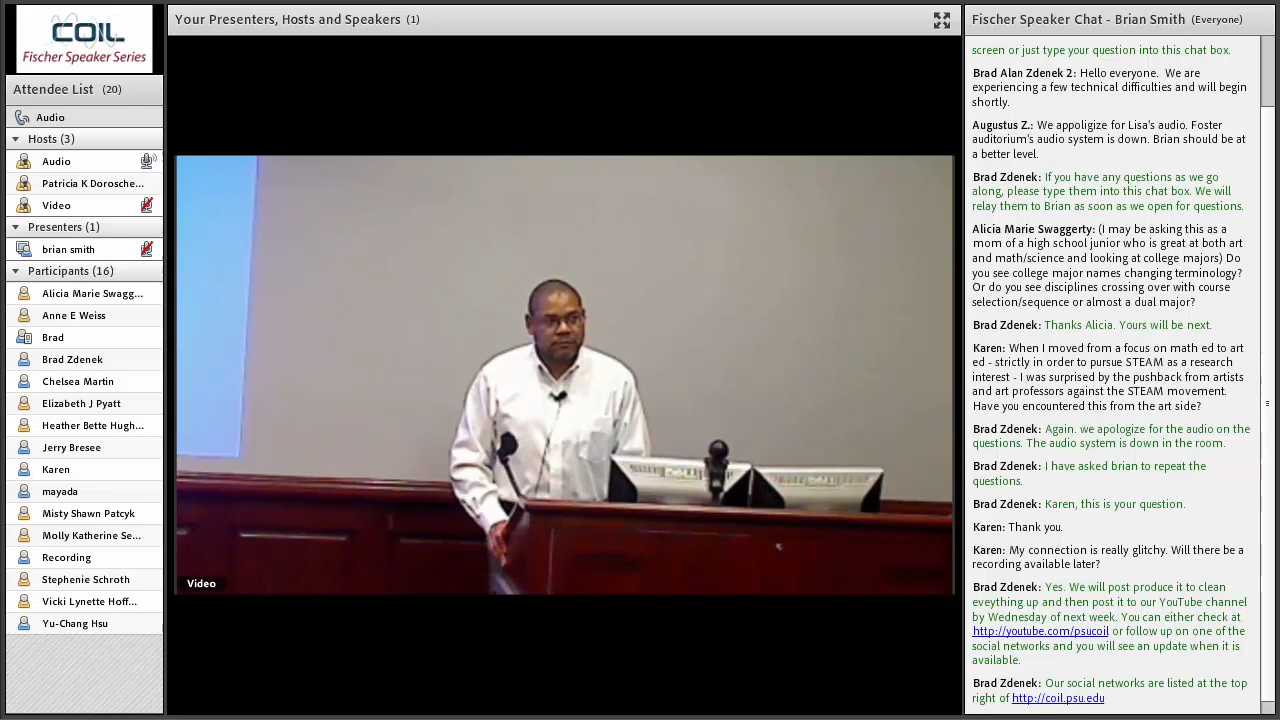 COIL
Fischer Speaker Series
Attendee List (20)
Audio
Hosts (3)
Audio
Patricia K Dorosche...
Video
Presenters (1)
brian smith
Participants (16)
Alicia Marie Swagg...
Anne E Weiss
Brad
Brad Zdenek
Chelsea Martin
Elizabeth J Pyatt
Heather Bette Hugh...
Jerry Bresee
Karen
mayada
Misty Shawn Patcyk
Molly Katherine Se...
Recording
Stephenie Schroth
Vicki Lynette Hoff...
Yu-Chang Hsu
Your Presenters, Hosts and Speakers (1)
Video
Fischer Speaker Chat - Brian Smith (Everyone)
screen or just type your question into this chat box.
Brad Alan Zdenek 2: Hello everyone. We are
experiencing a few technical difficulties and will begin
shortly.
Augustus Z.: We appoligize for Lisa's audio. Foster
auditorium's audio system is down. Brian should be at
a better level.
Brad Zdenek: If you have any questions as we go
along, please type them into this chat box. We will
relay them to Brian as soon as we open for questions.
Alicia Marie Swaggerty: (I may be asking this as a
mom of a high school junior who is great at both art
and math/science and looking at college majors) Do
you see college major names changing terminology?
Or do you see disciplines crossing over with course
selection/sequence or almost a dual major?
Brad Zdenek: Thanks Alicia. Yours will be next.
Karen: When I moved from a focus on math ed to art
ed - strictly in order to pursue STEAM as a research
interest - I was surprised by the pushback from artists
and art professors against the STEAM movement.
Have you encountered this from the art side?
Brad Zdenek: Again. we apologize for the audio on the
questions. The audio system is down in the room.
Brad Zdenek: I have asked brian to repeat the
questions.
Brad Zdenek: Karen, this is your question.
Karen: Thank you.
Karen: My connection is really glitchy. Will there be a
recording available later?
Brad Zdenek: Yes. We will post produce it to clean
eveything up and then post it to our YouTube channel
by Wednesday of next week. You can either check at
http://youtube.com/psucoil or follow up on one of the
social networks and you will see an update when it is
available.
Brad Zdenek: Our social networks are listed at the top
right of http://coil.psu.edu